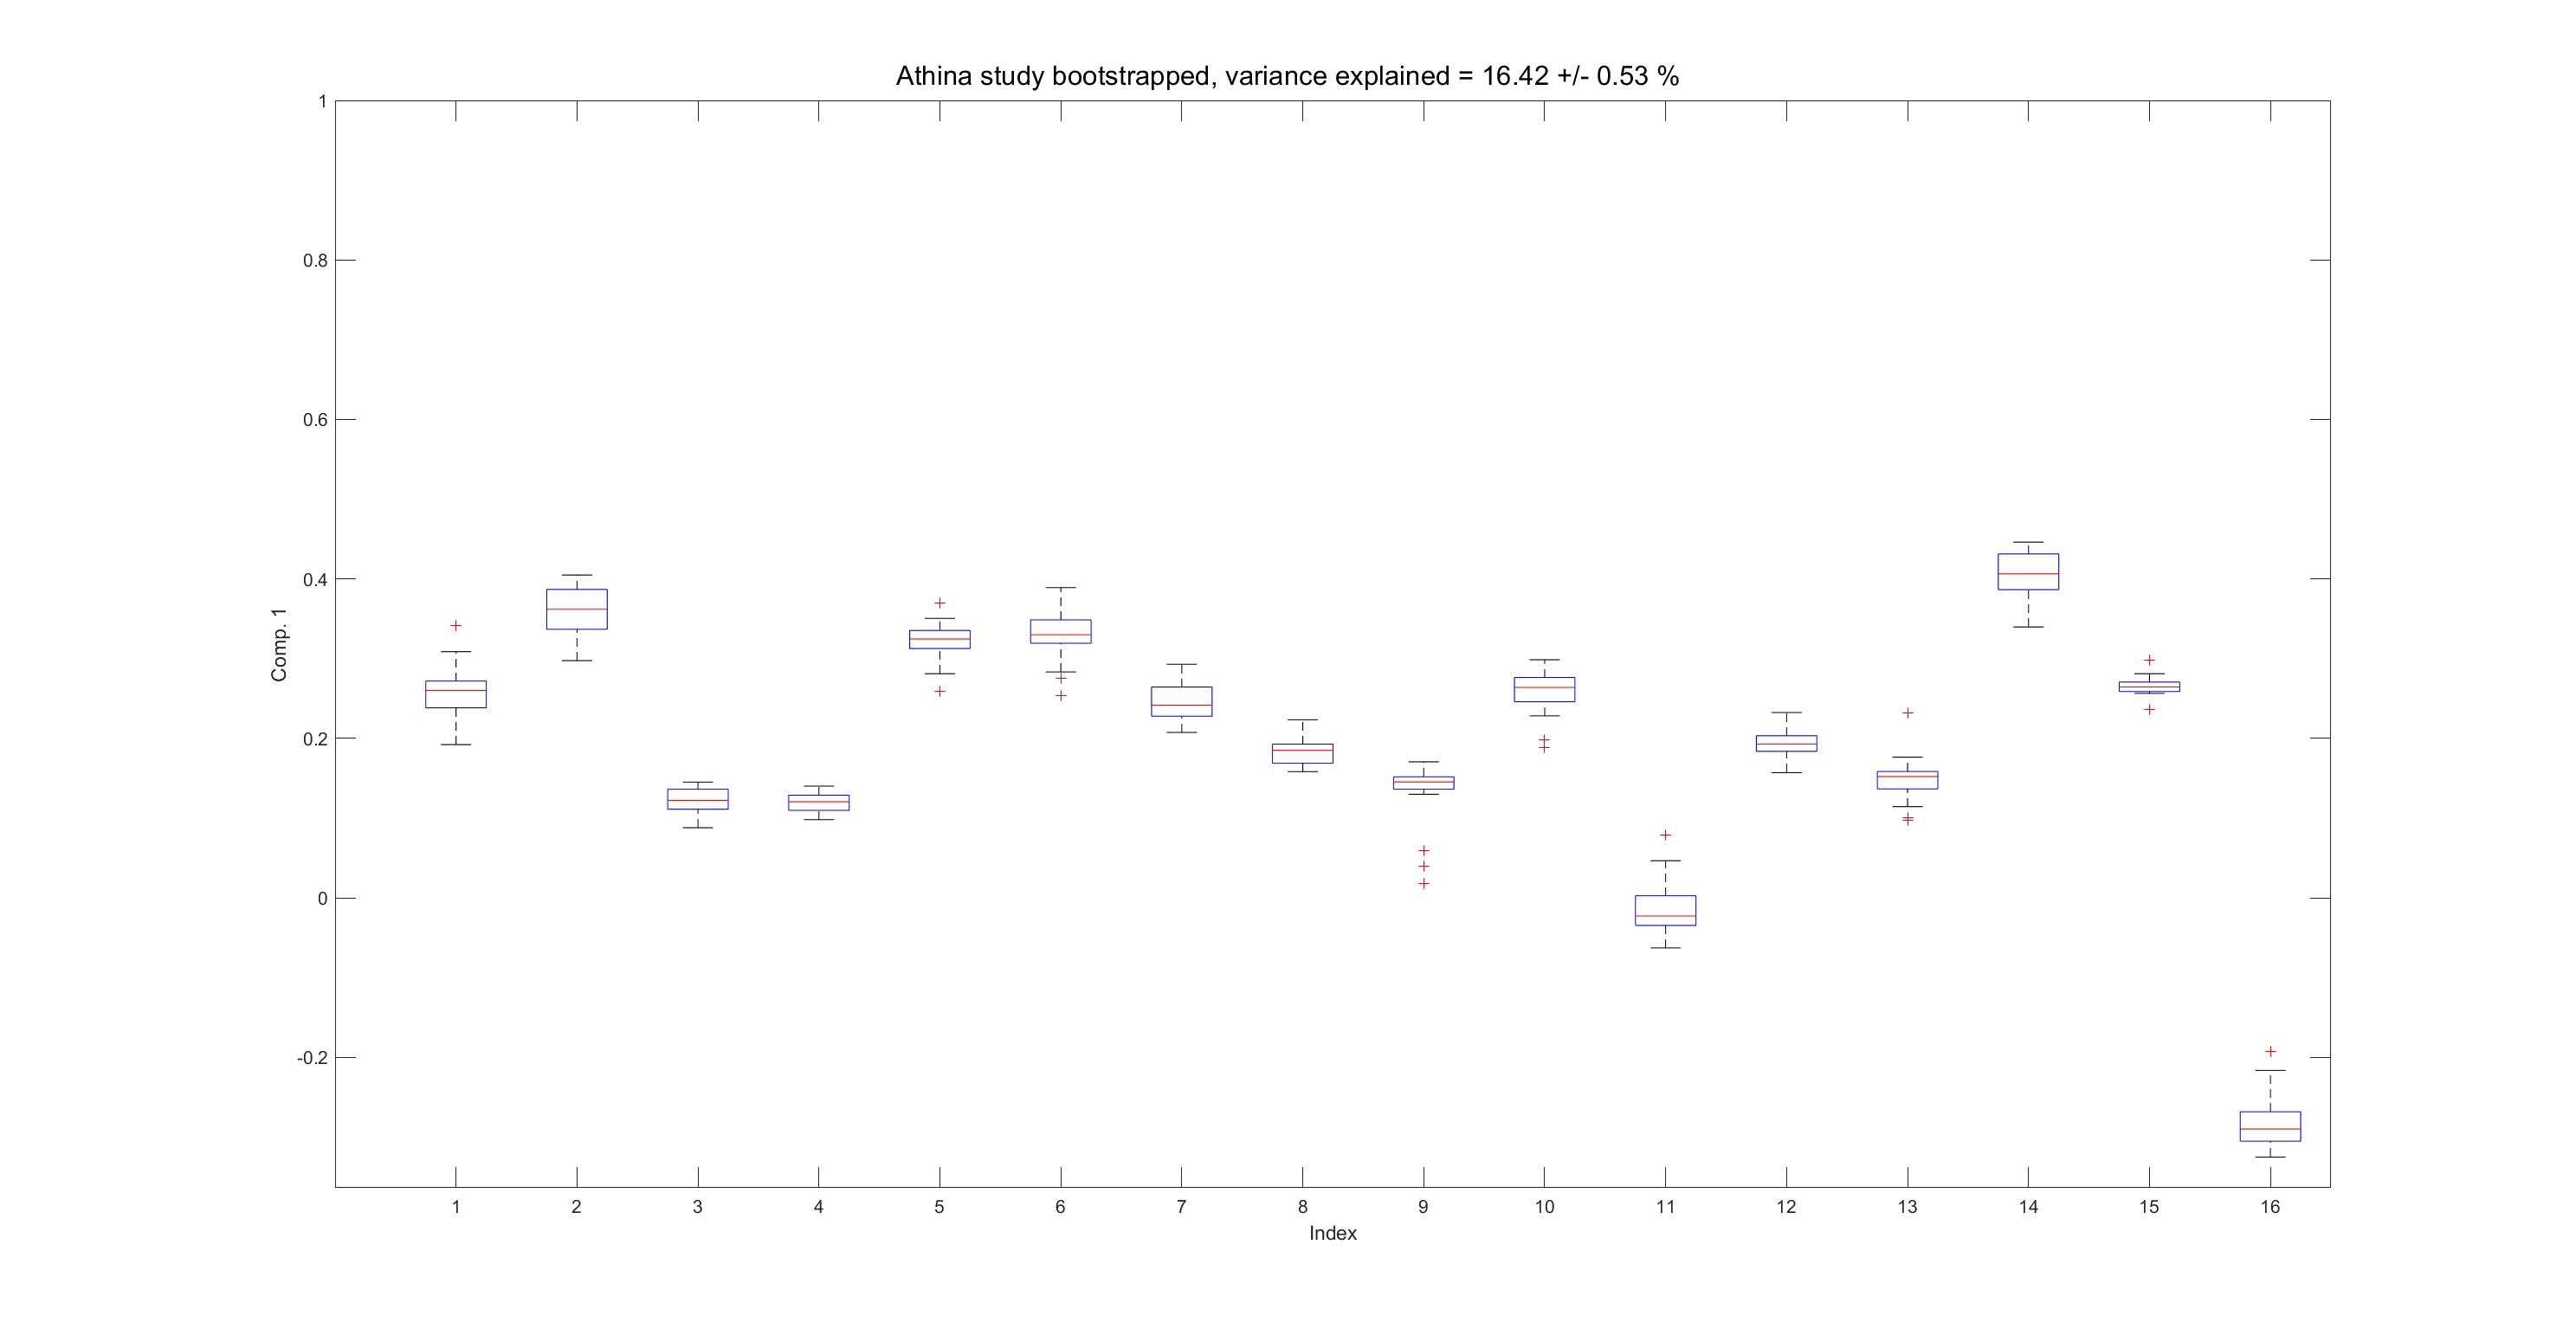 Athina study bootstrapped, variance explained = 16.42 +/- 0.53 %
1
0.8
0.6
0.4
0.2
0
-0.2
Comp. 1
1 2 3 4 5 6 7 8 9 10 11 12 13 14 15 16
Index